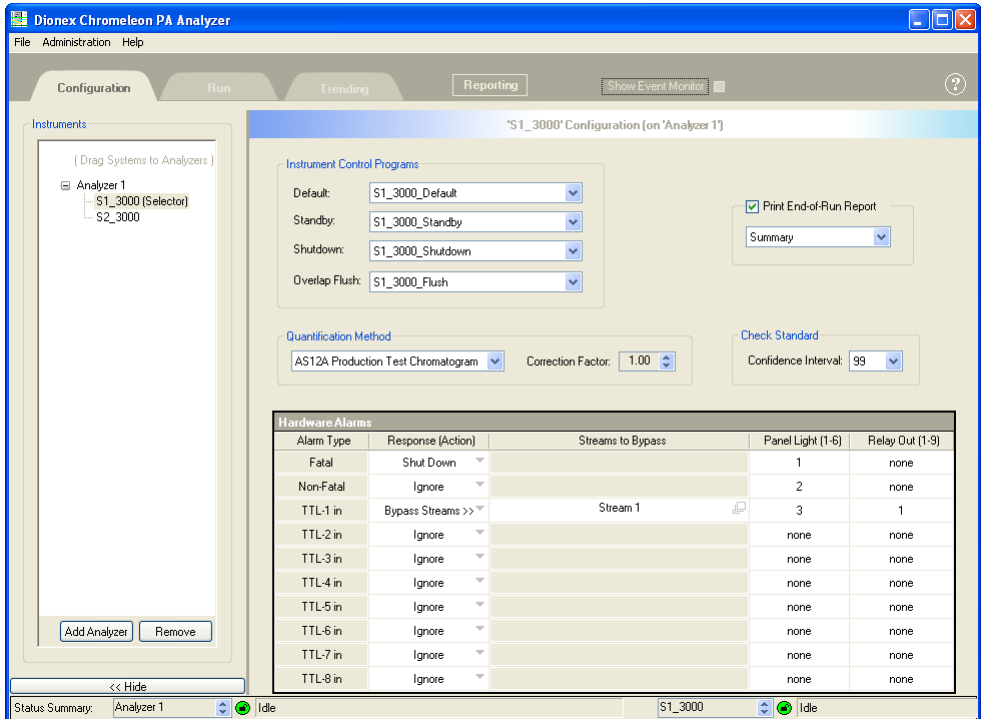 Dionex Chromeleon PA Analyzer
File Administration Help
Configuration Run Trending Reporting Show Event Monitor ?
Instruments
'S1_3000' Configuration (on 'Analyzer 1')
( Drag Systems to Analyzers )
Analyzer 1
S1_3000 (Selector)
S2_3000
Add Analyzer Remove
<< Hide
Instrument Control Programs
Default: S1_3000_Default
Standby: S1_3000_Standby
Shutdown: S1_3000_Shutdown
Overlap Flush: S1_3000_Flush
Print End-of-Run Report
Summary
Quantification Method
AS12A Production Test Chromatogram Correction Factor: 1.00
Check Standard
Confidence Interval: 99
Hardware Alarms
Alarm Type Response (Action) Streams to Bypass Panel Light (1-6) Relay Out (1-9)
Fatal Shut Down 1 none
Non-Fatal Ignore 2 none
TTL-1 in Bypass Streams >> Stream 1 3 1
TTL-2 in Ignore none none
TTL-3 in Ignore none none
TTL-4 in Ignore none none
TTL-5 in Ignore none none
TTL-6 in Ignore none none
TTL-7 in Ignore none none
TTL-8 in Ignore none none
Status Summary: Analyzer 1 Idle S1_3000 Idle